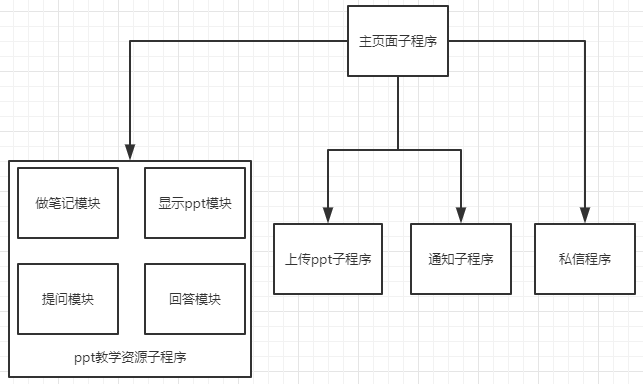 主页面子程序
做笔记模块
显示ppt模块
上传ppt子程序
通知子程序
私信程序
提问模块
回答模块
ppt教学资源子程序